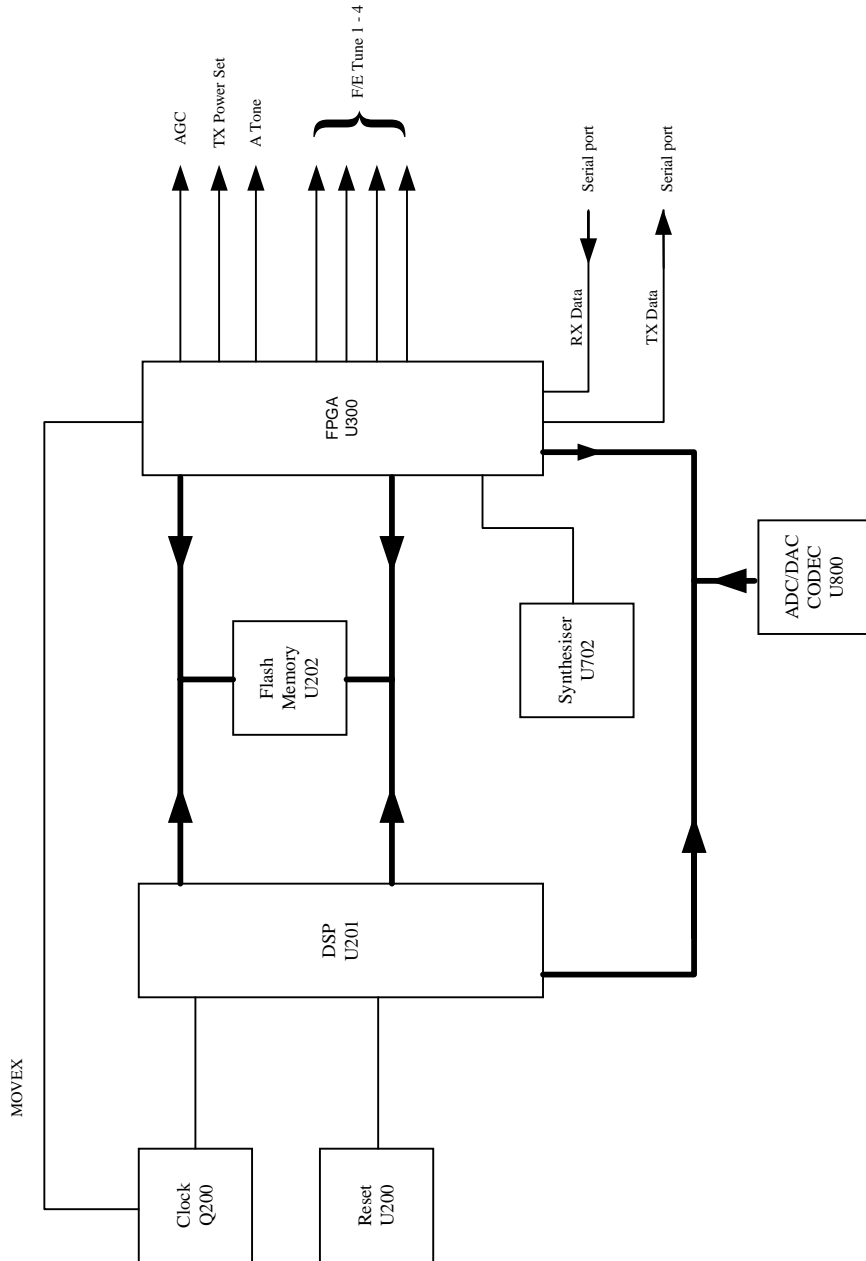 MOVEX
Clock
Q200
Reset
U200
DSP
U201
Flash
Memory
U202
Synthesiser
U702
ADC/DAC
CODEC
U800
FPGA
U300
AGC
TX Power Set
A Tone
F/E Tune 1 - 4
RX Data
Serial port
TX Data
Serial port